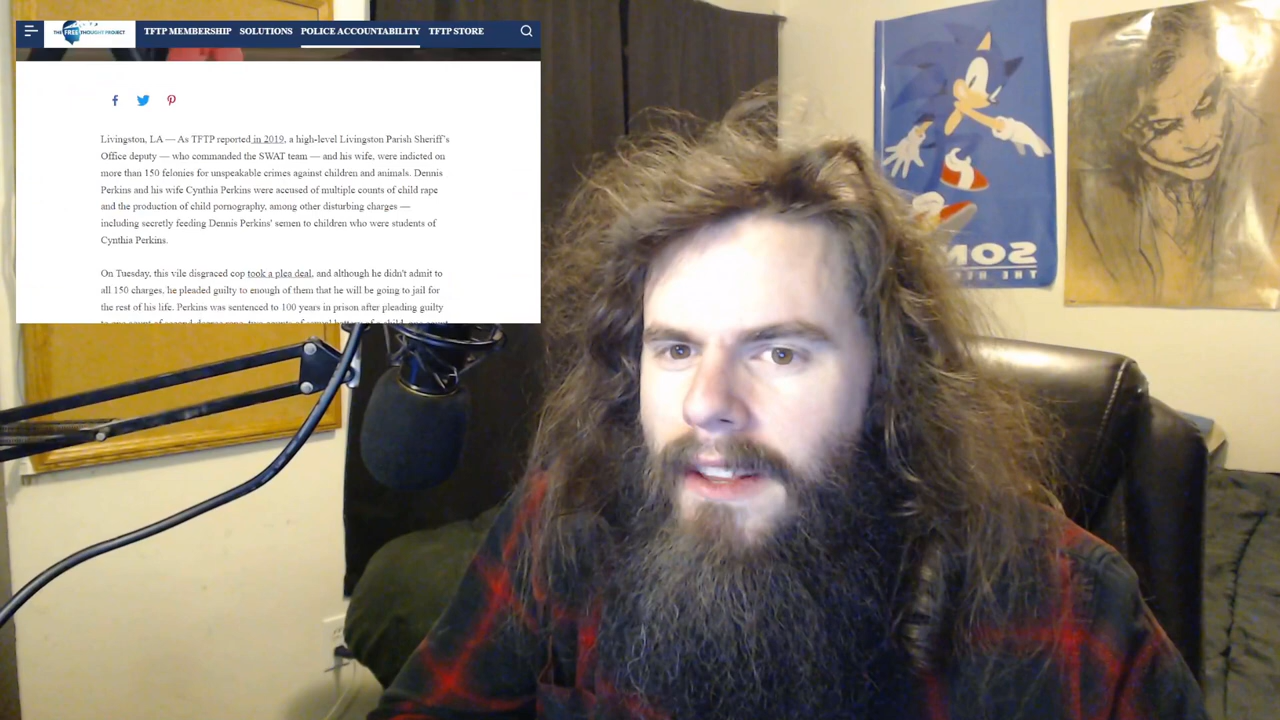 THE FREE THOUGHT PROJECT
TFTP MEMBERSHIP SOLUTIONS POLICE ACCOUNTABILITY TFTP STORE
Livingston, LA — As TFTP reported in 2019, a high-level Livingston Parish Sheriff's
Office deputy — who commanded the SWAT team — and his wife, were indicted on
more than 150 felonies for unspeakable crimes against children and animals. Dennis
Perkins and his wife Cynthia Perkins were accused of multiple counts of child rape
and the production of child pornography, among other disturbing charges —
including secretly feeding Dennis Perkins' semen to children who were students of
Cynthia Perkins.
On Tuesday, this vile disgraced cop took a plea deal, and although he didn't admit to
all 150 charges, he pleaded guilty to enough of them that he will be going to jail for
the rest of his life. Perkins was sentenced to 100 years in prison after pleading guilty
SONIC
THE